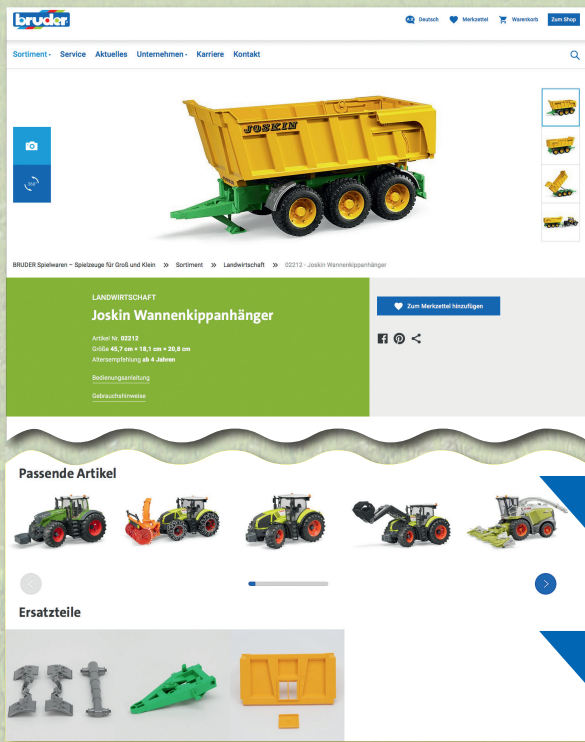 bruder
Deutsch Merkzettel Warenkorb Zum Shop
Sortiment Service Aktuelles Unternehmen Karriere Kontakt
JOSKIN
360°
BRUDER Spielwaren – Spielzeuge für Groß und Klein >> Sortiment >> Landwirtschaft >> 02212 - Joskin Wannenkippanhänger
LANDWIRTSCHAFT
Joskin Wannenkippanhänger
Zum Merkzettel hinzufügen
Artikel Nr. 02212
Größe 45,7 cm × 18,1 cm × 20,8 cm
Altersempfehlung ab 4 Jahren
Bedienungsanleitung
Gebrauchshinweise
Passende Artikel
Ersatzteile